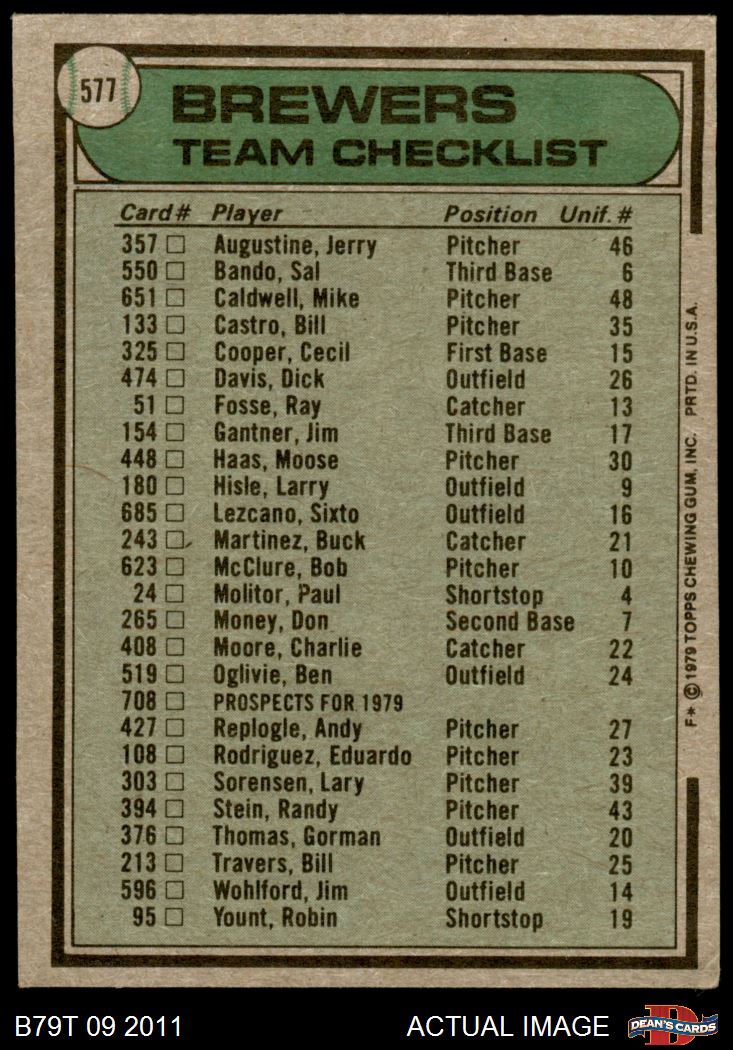 577
BREWERS
TEAM CHECKLIST
Card # Player Position Unif. #
357 Augustine, Jerry Pitcher 46
550 Bando, Sal Third Base 6
651 Caldwell, Mike Pitcher 48
133 Castro, Bill Pitcher 35
325 Cooper, Cecil First Base 15
474 Davis, Dick Outfield 26
51 Fosse, Ray Catcher 13
154 Gantner, Jim Third Base 17
448 Haas, Moose Pitcher 30
180 Hisle, Larry Outfield 9
685 Lezcano, Sixto Outfield 16
243 Martinez, Buck Catcher 21
623 McClure, Bob Pitcher 10
24 Molitor, Paul Shortstop 4
265 Money, Don Second Base 7
408 Moore, Charlie Catcher 22
519 Oglivie, Ben Outfield 24
708 PROSPECTS FOR 1979
427 Replogle, Andy Pitcher 27
108 Rodriguez, Eduardo Pitcher 23
303 Sorensen, Lary Pitcher 39
394 Stein, Randy Pitcher 43
376 Thomas, Gorman Outfield 20
213 Travers, Bill Pitcher 25
596 Wohlford, Jim Outfield 14
95 Yount, Robin Shortstop 19
F* © 1979 TOPPS CHEWING GUM, INC. PRTD. IN U.S.A.
B79T 09 2011 ACTUAL IMAGE
DEAN'S CARDS